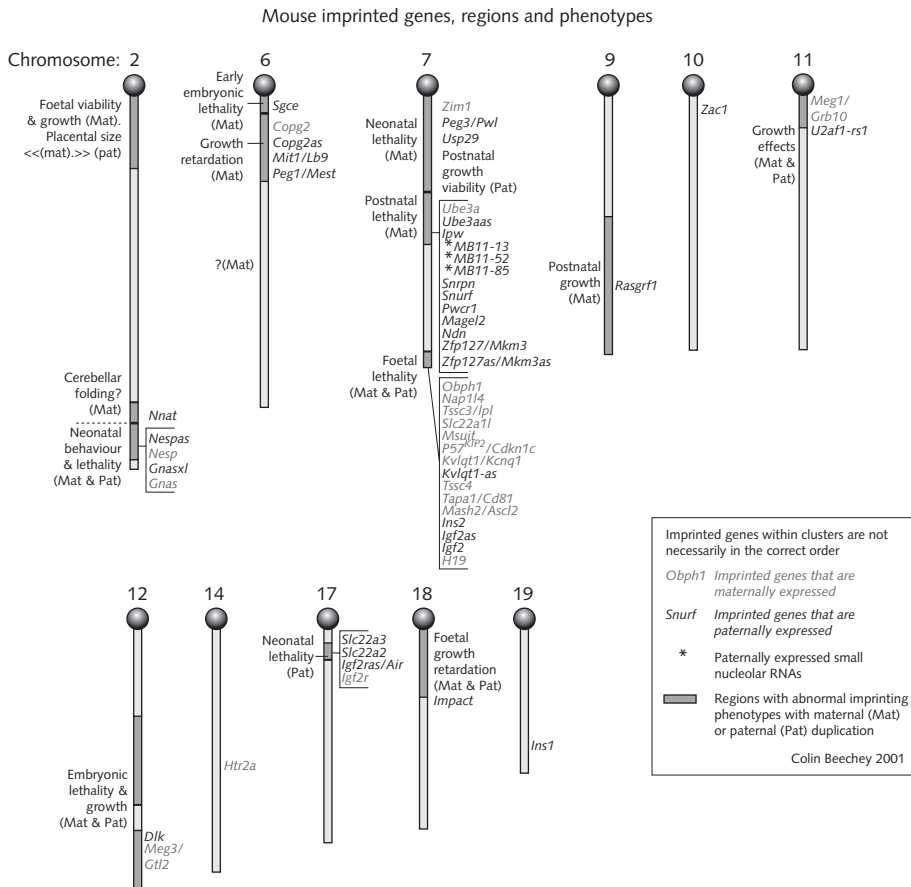 Mouse imprinted genes, regions and phenotypes
Chromosome: 2
6
7
9
10
11
Foetal viability
& growth (Mat).
Placental size
<<(mat).>> (pat)
Cerebellar
folding?
(Mat)
Neonatal
behaviour
& lethality
(Mat & Pat)
Nnat
Nespas
Nesp
Gnasxl
Gnas
Early
embryonic
lethality
(Mat)
Growth
retardation
(Mat)
?(Mat)
Sgce
Copg2
Copg2as
Mit1/Lb9
Peg1/Mest
Neonatal
lethality
(Mat)
Postnatal
lethality
(Mat)
Foetal
lethality
(Mat & Pat)
Zim1
Peg3/Pwl
Usp29
Postnatal
growth
viability (Pat)
Ube3a
Ube3aas
Ipw
*MB11-13
*MB11-52
*MB11-85
Snrpn
Snurf
Pwcr1
Magel2
Ndn
Zfp127/Mkm3
Zfp127as/Mkm3as
Obph1
Nap1l4
Tssc3/Ipl
Slc22a1l
Msuit
P57KIP2/Cdkn1c
Kvlqt1/Kcnq1
Kvlqt1-as
Tssc4
Tapa1/Cd81
Mash2/Ascl2
Ins2
Igf2as
Igf2
H19
Postnatal
growth
(Mat)
Rasgrf1
Zac1
Growth
effects
(Mat &
Pat)
Meg1/
Grb10
U2af1-rs1
12
14
17
18
19
Embryonic
lethality &
growth
(Mat & Pat)
Dlk
Meg3/
Gtl2
Htr2a
Neonatal
lethality
(Pat)
Slc22a3
Slc22a2
Igf2ras/Air
Igf2r
Foetal
growth
retardation
(Mat & Pat)
Impact
Ins1
Imprinted genes within clusters are not
necessarily in the correct order
Obph1 Imprinted genes that are
maternally expressed
Snurf Imprinted genes that are
paternally expressed
* Paternally expressed small
nucleolar RNAs
Regions with abnormal imprinting
phenotypes with maternal (Mat)
or paternal (Pat) duplication
Colin Beechey 2001